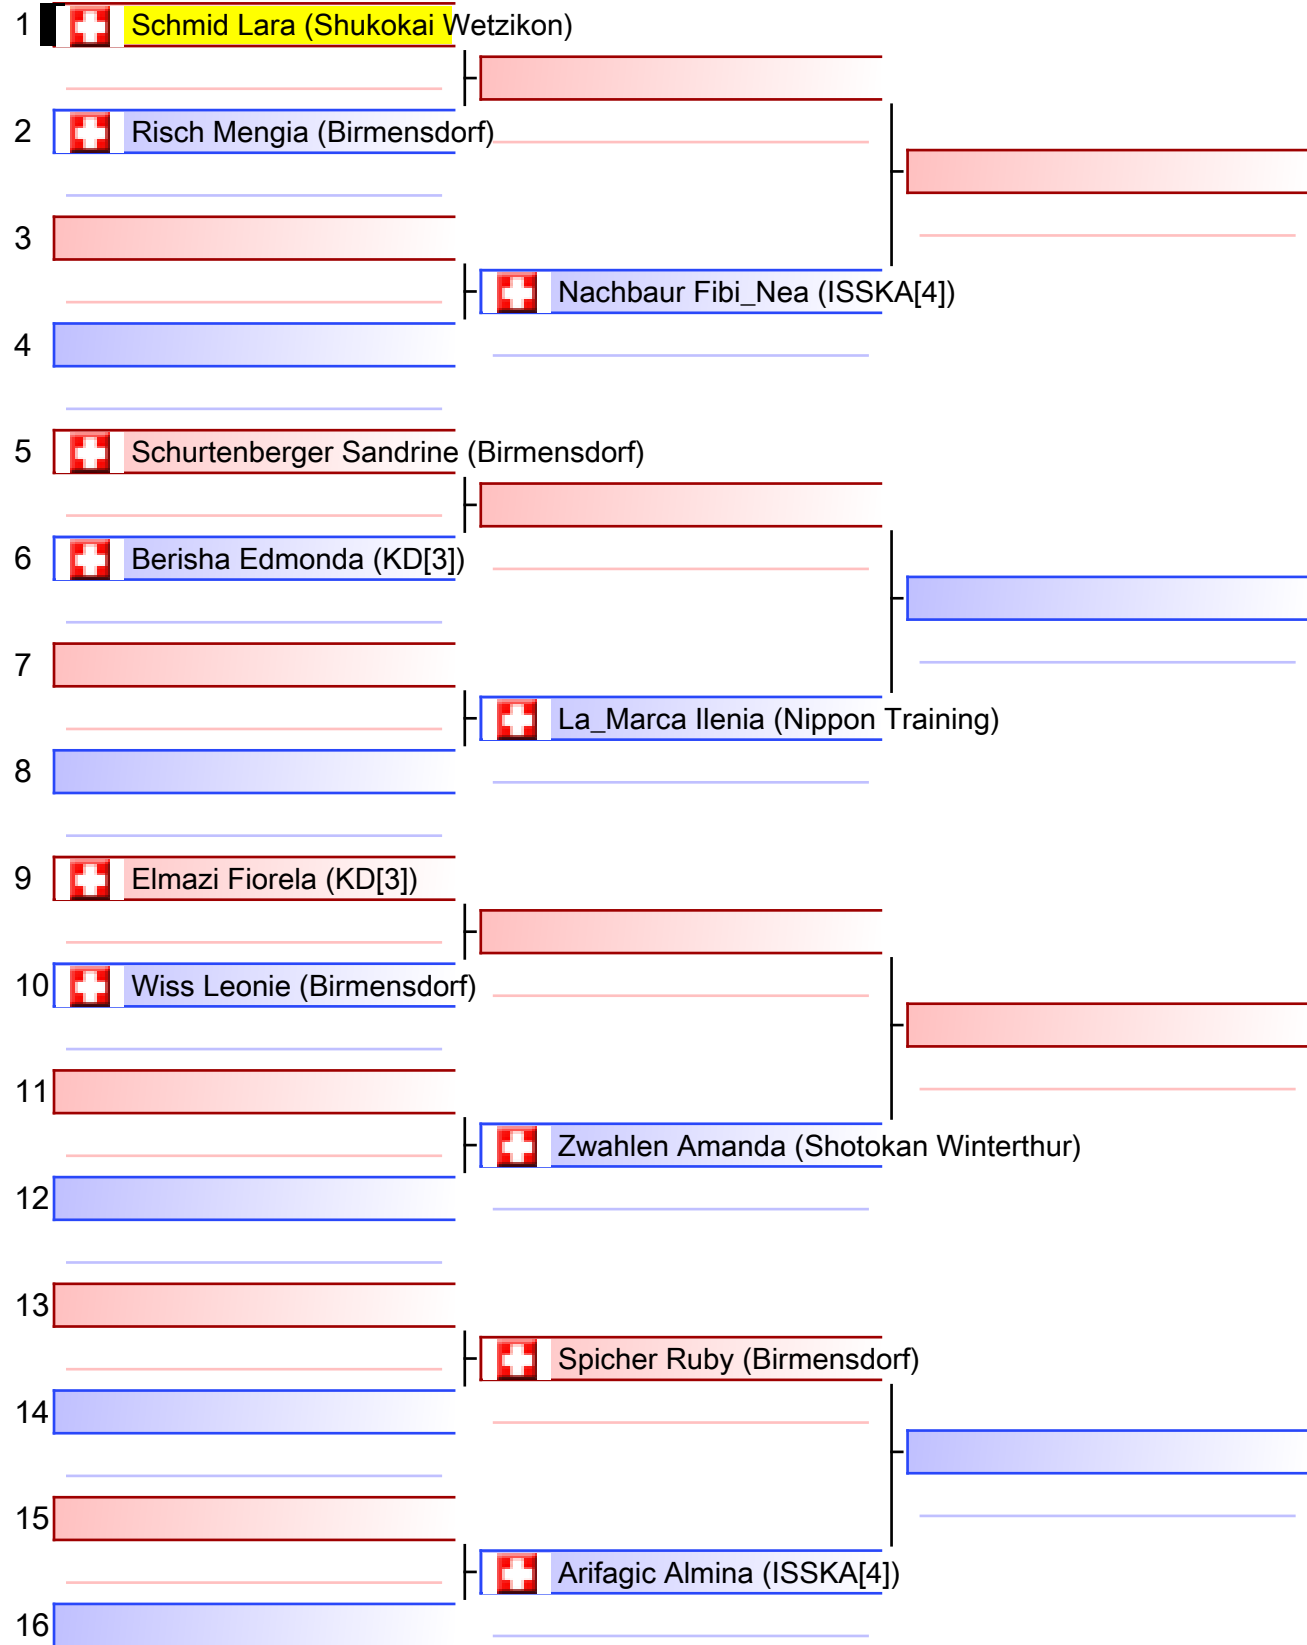 1 Schmid Lara (Shukokai Wetzikon)
2 Risch Mengia (Birmensdorf)
3
Nachbaur Fibi_Nea (ISSKA[4])
4
5 Schurtenberger Sandrine (Birmensdorf)
6 Berisha Edmonda (KD[3])
7
La_Marca Ilenia (Nippon Training)
8
9 Elmazi Fiorela (KD[3])
10 Wiss Leonie (Birmensdorf)
11
Zwahlen Amanda (Shotokan Winterthur)
12
13
Spicher Ruby (Birmensdorf)
14
15
Arifagic Almina (ISSKA[4])
16